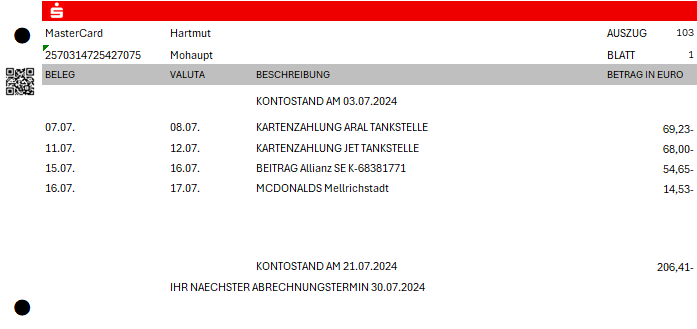 MasterCard Hartmut AUSZUG 103
2570314725427075 Mohaupt BLATT 1
BELEG VALUTA BESCHREIBUNG BETRAG IN EURO
KONTOSTAND AM 03.07.2024
07.07. 08.07. KARTENZAHLUNG ARAL TANKSTELLE 69,23-
11.07. 12.07. KARTENZAHLUNG JET TANKSTELLE 68,00-
15.07. 16.07. BEITRAG Allianz SE K-68381771 54,65-
16.07. 17.07. MCDONALDS Mellrichstadt 14,53-
KONTOSTAND AM 21.07.2024 206,41-
IHR NAECHSTER ABRECHNUNGSTERMIN 30.07.2024